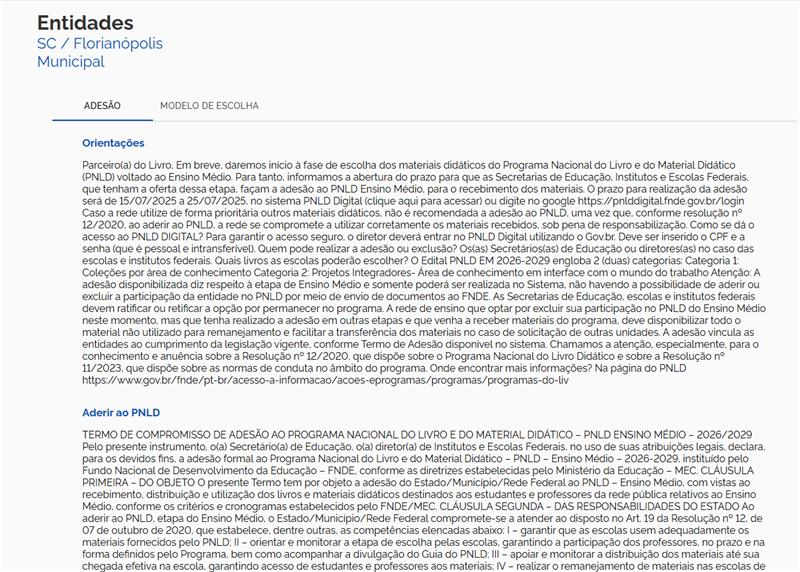 Entidades
SC / Florianópolis
Municipal
ADESÃO MODELO DE ESCOLHA
Orientações
Parceiro(a) do Livro, Em breve, daremos início à fase de escolha dos materiais didáticos do Programa Nacional do Livro e do Material Didático
(PNLD) voltado ao Ensino Médio. Para tanto, informamos a abertura do prazo para que as Secretarias de Educação, Institutos e Escolas Federais,
que tenham a oferta dessa etapa, façam a adesão ao PNLD Ensino Médio, para o recebimento dos materiais. O prazo para realização da adesão
será de 15/07/2025 a 25/07/2025, no sistema PNLD Digital (clique aqui para acessar) ou digite no google https://pnlddigital.fnde.gov.br/login
Caso a rede utilize de forma prioritária outros materiais didáticos, não é recomendada a adesão ao PNLD, uma vez que, conforme resolução nº
12/2020, ao aderir ao PNLD, a rede se compromete a utilizar corretamente os materiais recebidos, sob pena de responsabilização. Como se dá o
acesso ao PNLD DIGITAL? Para garantir o acesso seguro, o diretor deverá entrar no PNLD Digital utilizando o Gov.br. Deve ser inserido o CPF e a
senha (que é pessoal e intransferível). Quem pode realizar a adesão ou exclusão? Os(as) Secretários(as) de Educação ou diretores(as) no caso das
escolas e institutos federais. Quais livros as escolas poderão escolher? O Edital PNLD EM 2026-2029 engloba 2 (duas) categorias: Categoria 1:
Coleções por área de conhecimento Categoria 2: Projetos Integradores- Área de conhecimento em interface com o mundo do trabalho Atenção: A
adesão disponibilizada diz respeito à etapa de Ensino Médio e somente poderá ser realizada no Sistema, não havendo a possibilidade de aderir ou
excluir a participação da entidade no PNLD por meio de envio de documentos ao FNDE. As Secretarias de Educação, escolas e institutos federais
devem ratificar ou retificar a opção por permanecer no programa. A rede de ensino que optar por excluir sua participação no PNLD do Ensino Médio
neste momento, mas que tenha realizado a adesão em outras etapas e que venha a receber materiais do programa, deve disponibilizar todo o
material não utilizado para remanejamento e facilitar a transferência dos materiais no caso de solicitação de outras unidades. A adesão vincula as
entidades ao cumprimento da legislação vigente, conforme Termo de Adesão disponível no sistema. Chamamos a atenção, especialmente, para o
conhecimento e anuência sobre a Resolução nº 12/2020, que dispõe sobre o Programa Nacional do Livro Didático e sobre a Resolução nº
11/2023, que dispõe sobre as normas de conduta no âmbito do programa. Onde encontrar mais informações? Na página do PNLD
https://www.gov.br/fnde/pt-br/acesso-a-informacao/acoes-eprogramas/programas/programas-do-liv
Aderir ao PNLD
TERMO DE COMPROMISSO DE ADESÃO AO PROGRAMA NACIONAL DO LIVRO E DO MATERIAL DIDÁTICO – PNLD ENSINO MÉDIO – 2026/2029
Pelo presente instrumento, o(a) Secretário(a) de Educação, o(a) diretor(a) de Institutos e Escolas Federais, no uso de suas atribuições legais, declara,
para os devidos fins, a adesão formal ao Programa Nacional do Livro e do Material Didático – PNLD – Ensino Médio – 2026-2029, instituído pelo
Fundo Nacional de Desenvolvimento da Educação – FNDE, conforme as diretrizes estabelecidas pelo Ministério da Educação – MEC. CLÁUSULA
PRIMEIRA – DO OBJETO O presente Termo tem por objeto a adesão do Estado/Município/Rede Federal ao PNLD – Ensino Médio, com vistas ao
recebimento, distribuição e utilização dos livros e materiais didáticos destinados aos estudantes e professores da rede pública relativos ao Ensino
Médio, conforme os critérios e cronogramas estabelecidos pelo FNDE/MEC. CLÁUSULA SEGUNDA – DAS RESPONSABILIDADES DO ESTADO Ao
aderir ao PNLD, etapa do Ensino Médio, o Estado/Município/Rede Federal compromete-se a atender ao disposto no Art. 19 da Resolução nº 12, de
07 de outubro de 2020, que estabelece, dentre outras, as competências elencadas abaixo: I – garantir que as escolas usem adequadamente os
materiais fornecidos pelo PNLD; II – orientar e monitorar a etapa de escolha pelas escolas, garantindo a participação dos professores, no prazo e na
forma definidos pelo Programa, bem como acompanhar a divulgação do Guia do PNLD; III – apoiar e monitorar a distribuição dos materiais até sua
chegada efetiva na escola, garantindo acesso de estudantes e professores aos materiais; IV – realizar o remanejamento de materiais nas escolas de